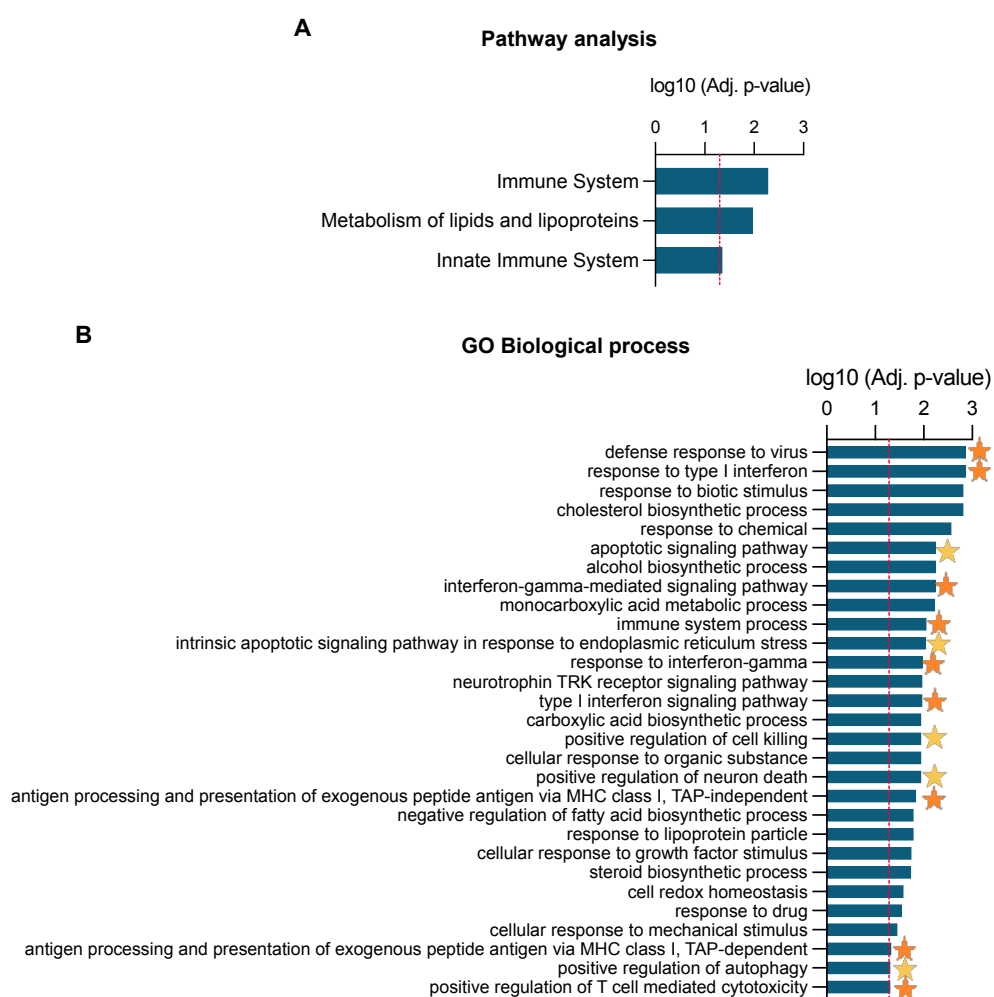 A
Pathway analysis
log10 (Adj. p-value)
0 1 2 3
Immune System
Metabolism of lipids and lipoproteins
Innate Immune System
B
GO Biological process
log10 (Adj. p-value)
0 1 2 3
defense response to virus
response to type I interferon
response to biotic stimulus
cholesterol biosynthetic process
response to chemical
apoptotic signaling pathway
alcohol biosynthetic process
interferon-gamma-mediated signaling pathway
monocarboxylic acid metabolic process
immune system process
intrinsic apoptotic signaling pathway in response to endoplasmic reticulum stress
response to interferon-gamma
neurotrophin TRK receptor signaling pathway
type I interferon signaling pathway
carboxylic acid biosynthetic process
positive regulation of cell killing
cellular response to organic substance
positive regulation of neuron death
antigen processing and presentation of exogenous peptide antigen via MHC class I, TAP-independent
negative regulation of fatty acid biosynthetic process
response to lipoprotein particle
cellular response to growth factor stimulus
steroid biosynthetic process
cell redox homeostasis
response to drug
cellular response to mechanical stimulus
antigen processing and presentation of exogenous peptide antigen via MHC class I, TAP-dependent
positive regulation of autophagy
positive regulation of T cell mediated cytotoxicity